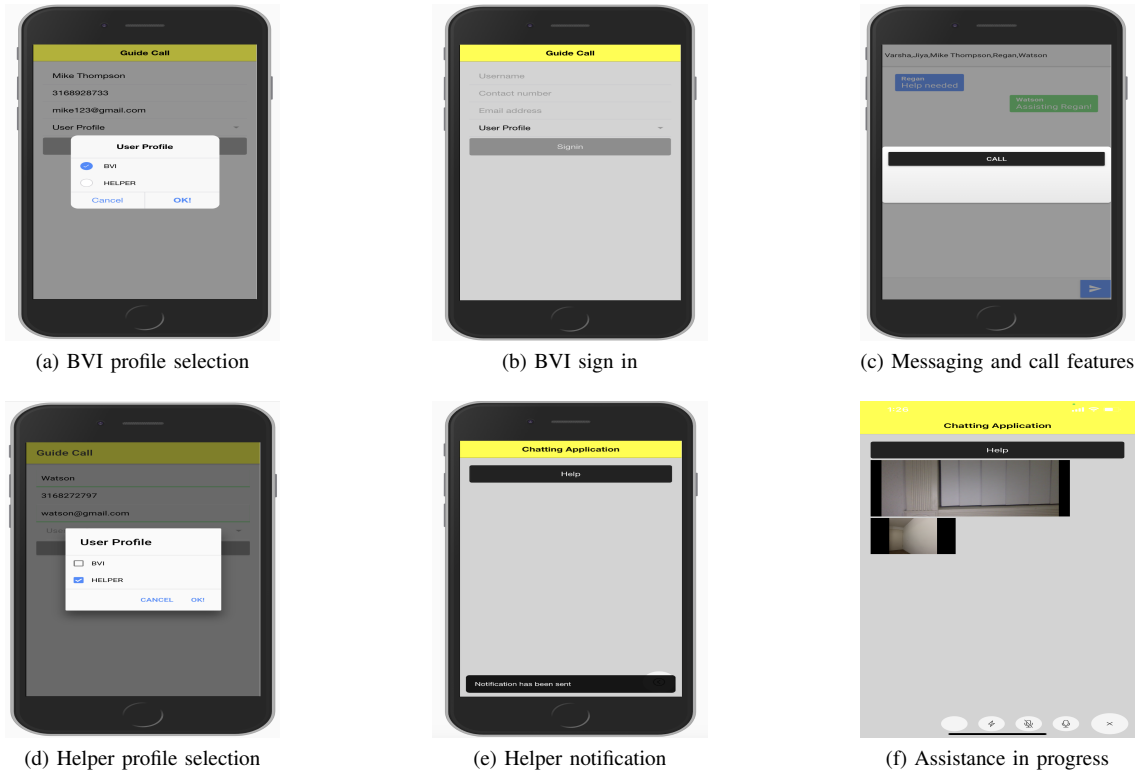 Guide Call
Mike Thompson
3168928733
mike123@gmail.com
User Profile
User Profile
BVI
HELPER
Cancel OK!
(a) BVI profile selection
Guide Call
Username
Contact number
Email address
User Profile
Signin
(b) BVI sign in
Varsha,Jiya,Mike Thompson,Regan,Watson
Regan
Help needed
Watson
Assisting Regan!
CALL
(c) Messaging and call features
Guide Call
Watson
3168272797
watson@gmail.com
User Profile
BVI
HELPER
CANCEL OK!
(d) Helper profile selection
Chatting Application
Help
Notification has been sent
(e) Helper notification
Chatting Application
Help
(f) Assistance in progress